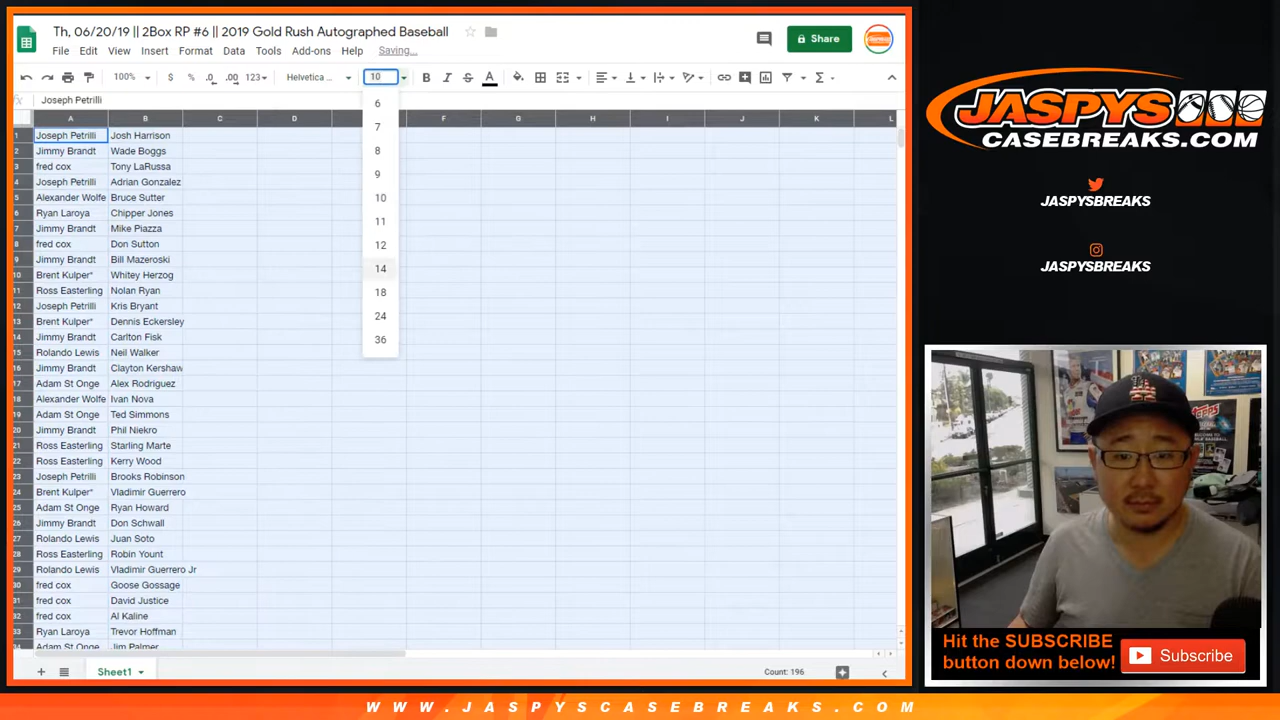 Th, 06/20/19 || 2Box RP #6 || 2019 Gold Rush Autographed Baseball
File Edit View Insert Format Data Tools Add-ons Help Saving...
Share
100% $ % .0 .00 123 Helvetica ... 10 B I S A
fx Joseph Petrilli
A B C D F G H I J K L
1 Joseph Petrilli Josh Harrison
2 Jimmy Brandt Wade Boggs
3 fred cox Tony LaRussa
4 Joseph Petrilli Adrian Gonzalez
5 Alexander Wolfe Bruce Sutter
6 Ryan Laroya Chipper Jones
7 Jimmy Brandt Mike Piazza
8 fred cox Don Sutton
9 Jimmy Brandt Bill Mazeroski
10 Brent Kulper* Whitey Herzog
11 Ross Easterling Nolan Ryan
12 Joseph Petrilli Kris Bryant
13 Brent Kulper* Dennis Eckersley
14 Jimmy Brandt Carlton Fisk
15 Rolando Lewis Neil Walker
16 Jimmy Brandt Clayton Kershaw
17 Adam St Onge Alex Rodriguez
18 Alexander Wolfe Ivan Nova
19 Adam St Onge Ted Simmons
20 Jimmy Brandt Phil Niekro
21 Ross Easterling Starling Marte
22 Ross Easterling Kerry Wood
23 Joseph Petrilli Brooks Robinson
24 Brent Kulper* Vladimir Guerrero
25 Adam St Onge Ryan Howard
26 Jimmy Brandt Don Schwall
27 Rolando Lewis Juan Soto
28 Ross Easterling Robin Yount
29 Rolando Lewis Vladimir Guerrero Jr
30 fred cox Goose Gossage
31 fred cox David Justice
32 fred cox Al Kaline
33 Ryan Laroya Trevor Hoffman
34 Adam St Onge Jim Palmer
6
7
8
9
10
11
12
14
18
24
36
Sheet1
Count: 196
JASPYS
CASEBREAKS.COM
JASPYSBREAKS
JASPYSBREAKS
Hit the SUBSCRIBE
button down below!
Subscribe
WWW.JASPYSCASEBREAKS.COM